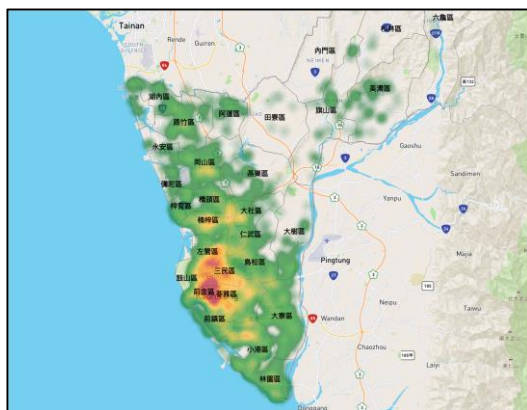 Tainan
Rende
Guiren
六龜區
內門區
NEIMEN
杉林區
美濃區
湖內區
路竹區
阿蓮區
田寮區
旗山區
永安區
岡山區
燕巢區
彌陀區
橋頭區
梓官區
大社區
楠梓區
仁武區
大樹區
左營區
鳥松區
三民區
鼓山區
前金區
苓雅區
前鎮區
大寮區
小港區
林園區
Gaoshu
Sandimen
Yanpu
Pingtung
Majia
Neipu
Taiwu
Wandan
Chaozhou
Laiyi
Donggang
185